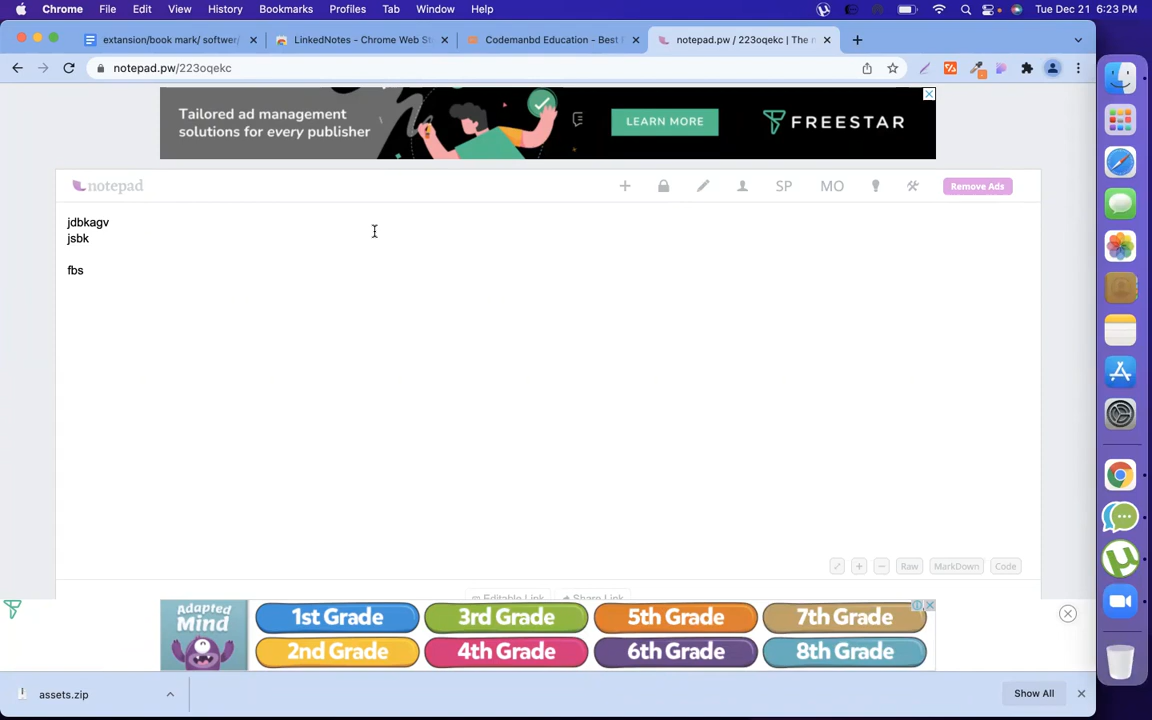 Chrome File Edit View History Bookmarks Profiles Tab Window Help Tue Dec 21 6:23 PM
extansion/book mark/ softwer/ LinkedNotes - Chrome Web St Codemanbd Education - Best notepad.pw / 223oqekc | The n
notepad.pw/223oqekc
Tailored ad management
solutions for every publisher
LEARN MORE
FREESTAR
notepad
SP MO Remove Ads
jdbkagv
jsbk
fbs
Raw MarkDown Code
Editable Link Share Link
Adapted
Mind
1st Grade 3rd Grade 5th Grade 7th Grade
2nd Grade 4th Grade 6th Grade 8th Grade
assets.zip Show All